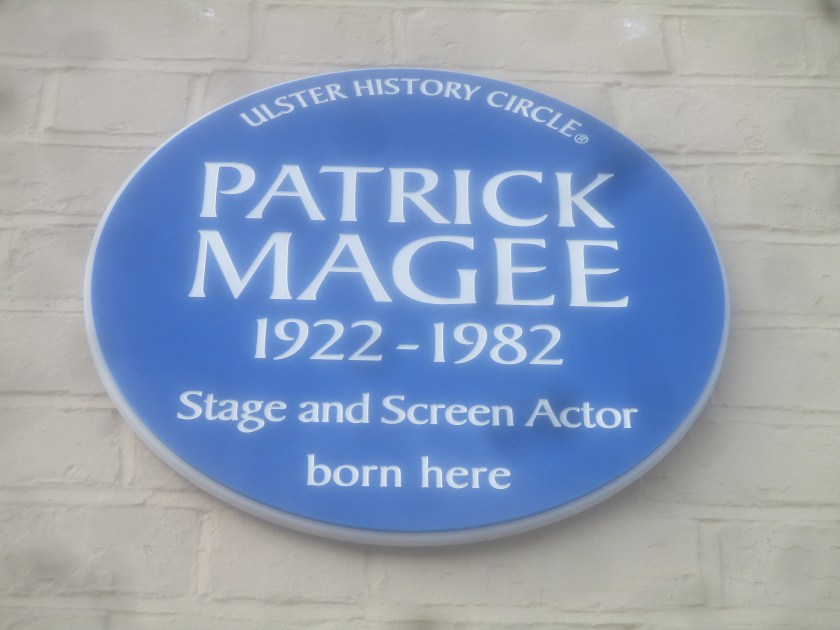 ULSTER HISTORY CIRCLE®
PATRICK
MAGEE
1922 - 1982
Stage and Screen Actor
born here